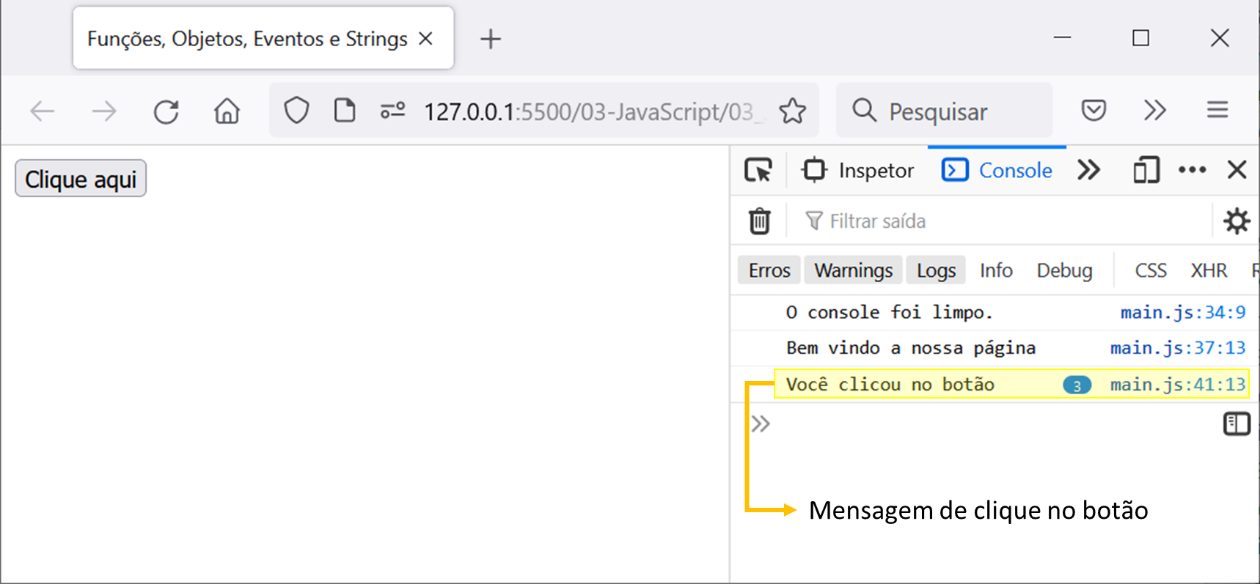 Funções, Objetos, Eventos e Strings
127.0.0.1:5500/03-JavaScript/03_
Pesquisar
Clique aqui
Inspetor Console
Filtrar saída
Erros Warnings Logs Info Debug CSS XHR
O console foi limpo. main.js:34:9
Bem vindo a nossa página main.js:37:13
Você clicou no botão 3 main.js:41:13
Mensagem de clique no botão